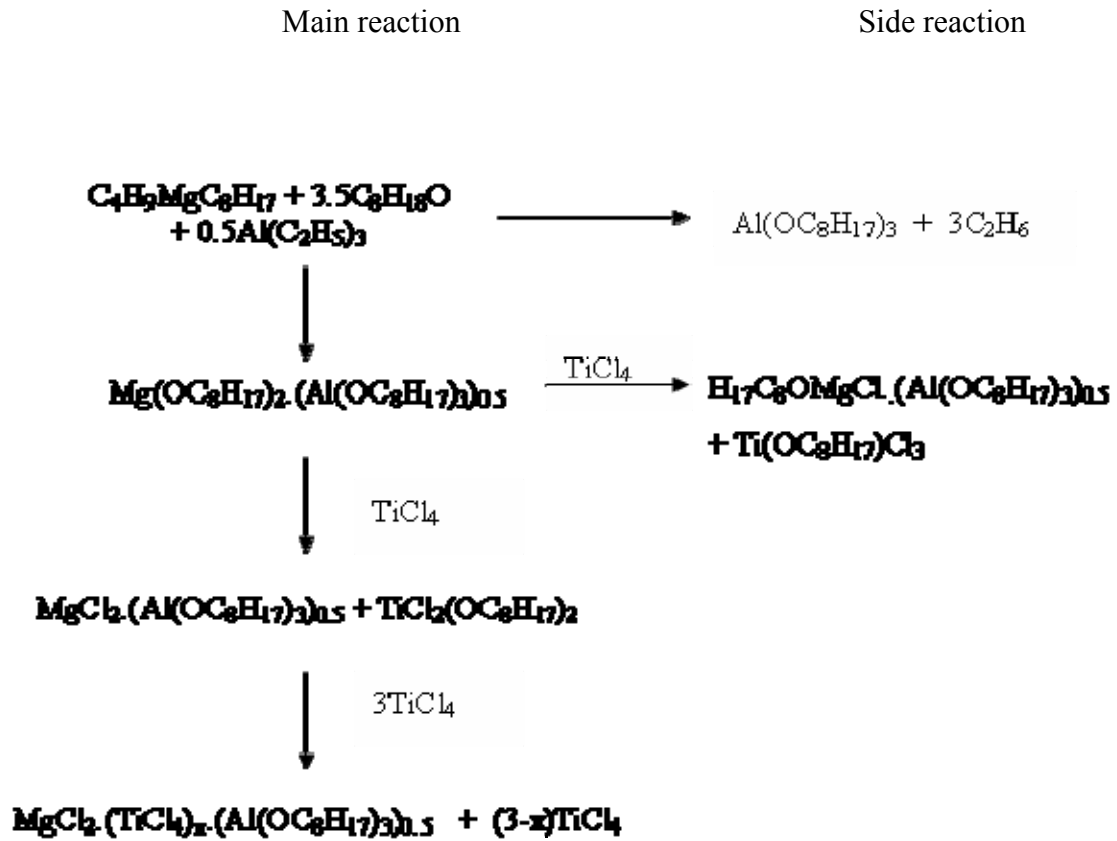 Main reaction
Side reaction
C₄H₉MgC₈H₁₇ + 3.5C₈H₁₈O
+ 0.5Al(C₂H₅)₃
Al(OC₈H₁₇)₃ + 3C₂H₆
Mg(OC₈H₁₇)₂.(Al(OC₈H₁₇)₃)₀.₅
TiCl₄
H₁₇C₈OMgCl.(Al(OC₈H₁₇)₃)₀.₅
+ Ti(OC₈H₁₇)Cl₃
TiCl₄
MgCl₂.(Al(OC₈H₁₇)₃)₀.₅ + TiCl₂(OC₈H₁₇)₂
3TiCl₄
MgCl₂.(TiCl₄)ₓ.(Al(OC₈H₁₇)₃)₀.₅ + (3-x)TiCl₄